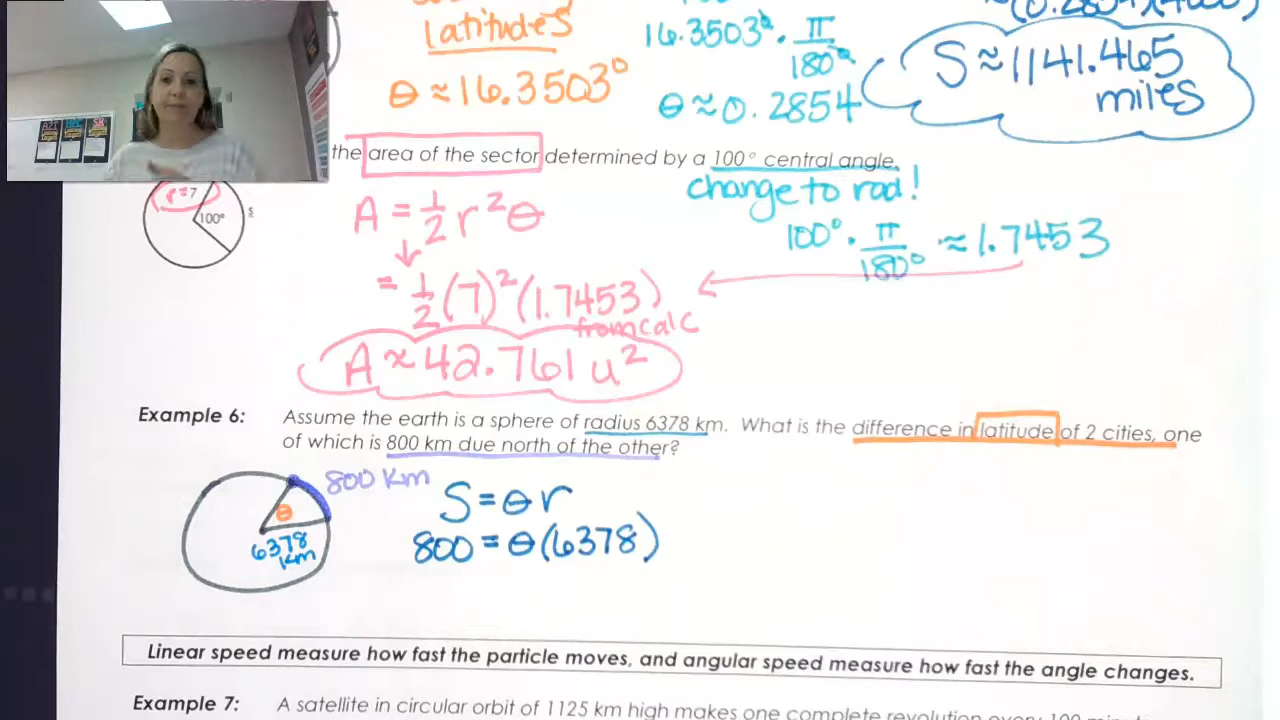 latitudes
θ ≈ 16.3503°
16.3503° · π/180°
θ ≈ 0.2854
S ≈ 1141.465
miles
the area of the sector determined by a 100° central angle.
change to rad!
r=7
100°
s
A = 1/2 r²θ
100° · π/180° ≈ 1.7453
= 1/2 (7)² (1.7453)
from calc
A ≈ 42.761 u²
Example 6: Assume the earth is a sphere of radius 6378 km. What is the difference in latitude of 2 cities, one
of which is 800 km due north of the other?
800 Km
θ
6378
Km
S = θ r
800 = θ (6378)
Linear speed measure how fast the particle moves, and angular speed measure how fast the angle changes.
Example 7: A satellite in circular orbit of 1125 km high makes one complete revolution every